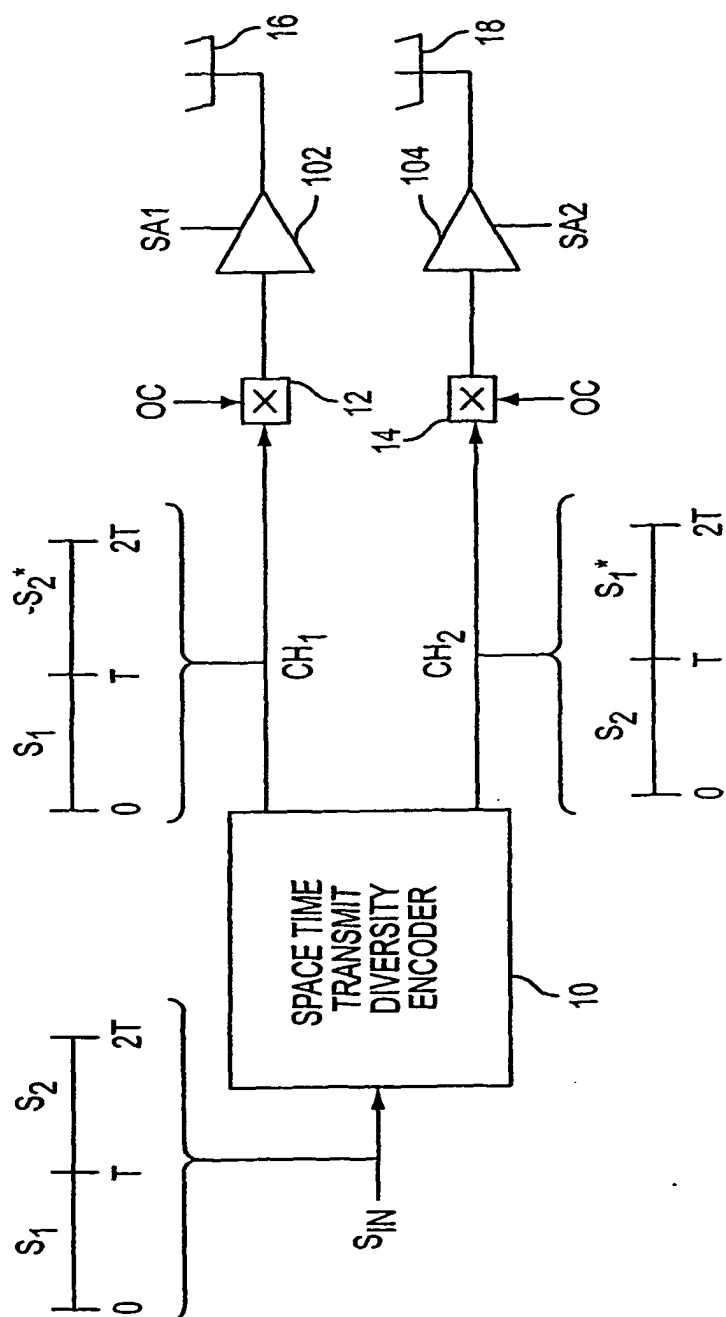 S1 S2
0 T 2T
SIN
SPACE TIME
TRANSMIT
DIVERSITY
ENCODER
10
S1 -S2*
0 T 2T
CH1
CH2
S2 S1*
0 T 2T
OC
12
14
OC
SA1
102
104
SA2
16
18